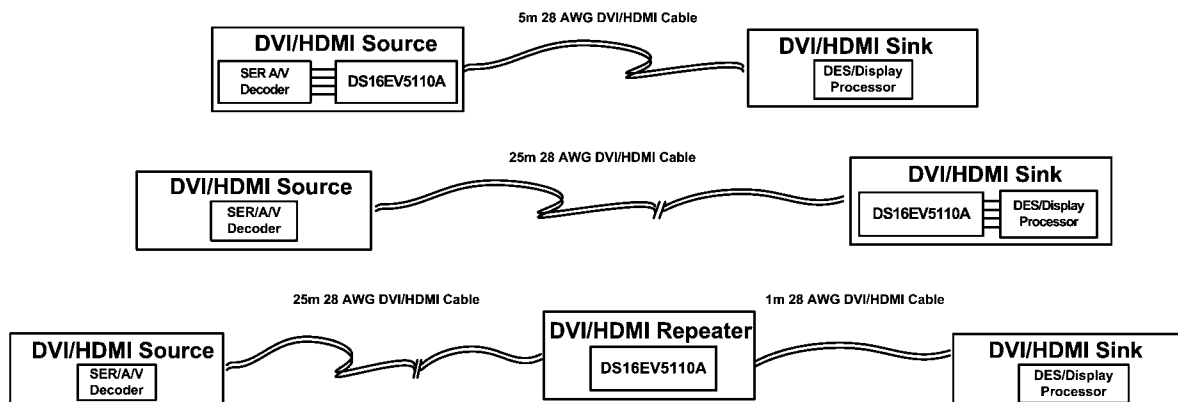 5m 28 AWG DVI/HDMI Cable
DVI/HDMI Source
SER A/V
Decoder
DS16EV5110A
DVI/HDMI Sink
DES/Display
Processor
25m 28 AWG DVI/HDMI Cable
DVI/HDMI Source
SER/A/V
Decoder
DVI/HDMI Sink
DS16EV5110A
DES/Display
Processor
25m 28 AWG DVI/HDMI Cable
1m 28 AWG DVI/HDMI Cable
DVI/HDMI Source
SER/A/V
Decoder
DVI/HDMI Repeater
DS16EV5110A
DVI/HDMI Sink
DES/Display
Processor